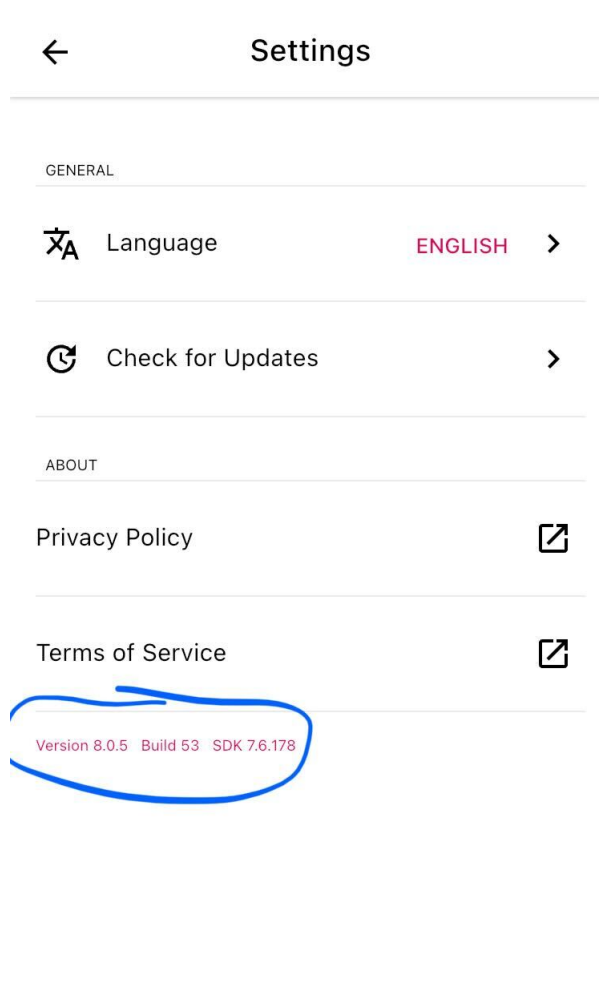 Settings
GENERAL
Language ENGLISH
Check for Updates
ABOUT
Privacy Policy
Terms of Service
Version 8.0.5 Build 53 SDK 7.6.178